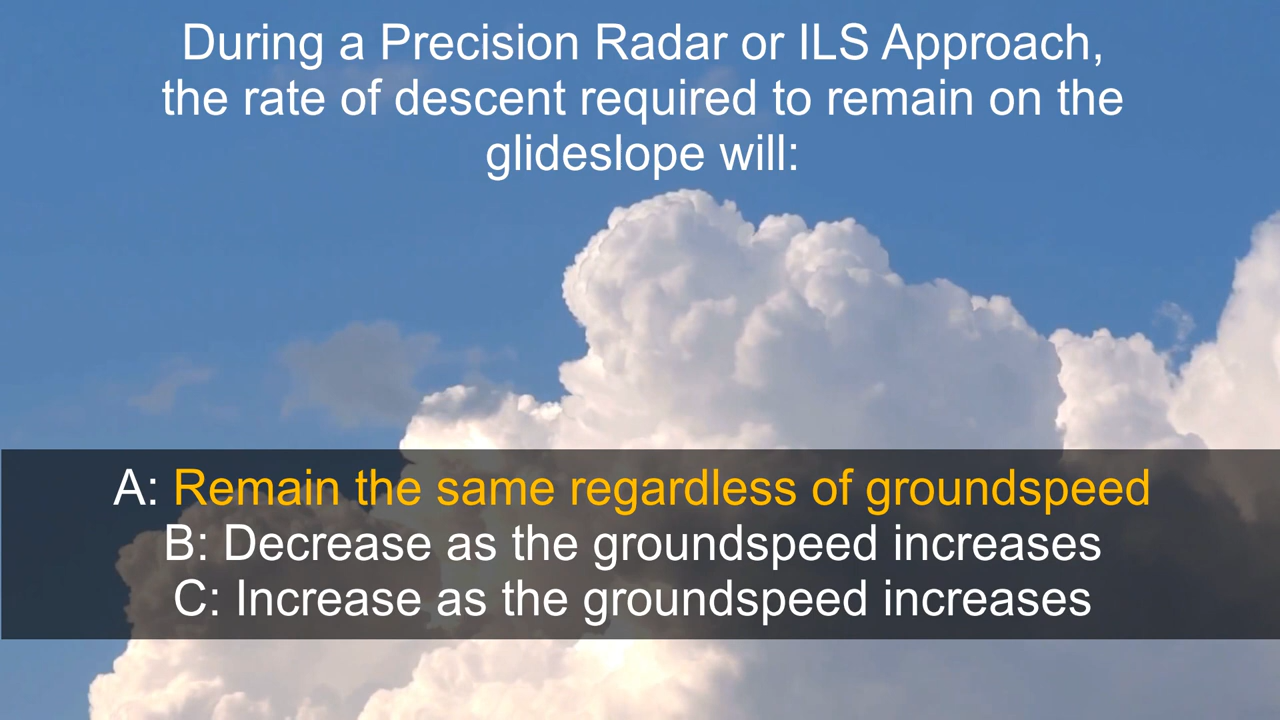 During a Precision Radar or ILS Approach,
the rate of descent required to remain on the
glideslope will:
A: Remain the same regardless of groundspeed
B: Decrease as the groundspeed increases
C: Increase as the groundspeed increases